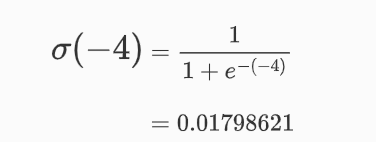 σ(−4) = 1 / (1 + e^{−(−4)})
= 0.01798621